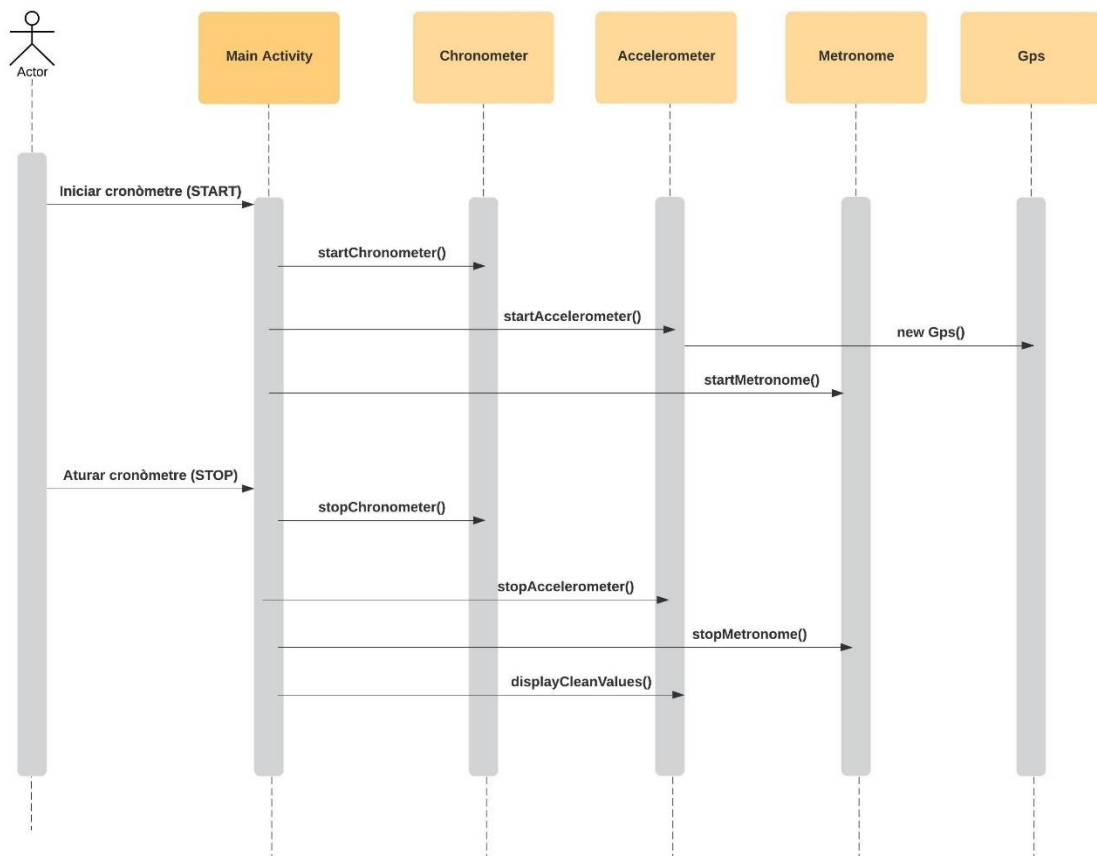 Actor
Main Activity
Chronometer
Accelerometer
Metronome
Gps
Iniciar cronòmetre (START)
startChronometer()
startAccelerometer()
new Gps()
startMetronome()
Aturar cronòmetre (STOP)
stopChronometer()
stopAccelerometer()
stopMetronome()
displayCleanValues()